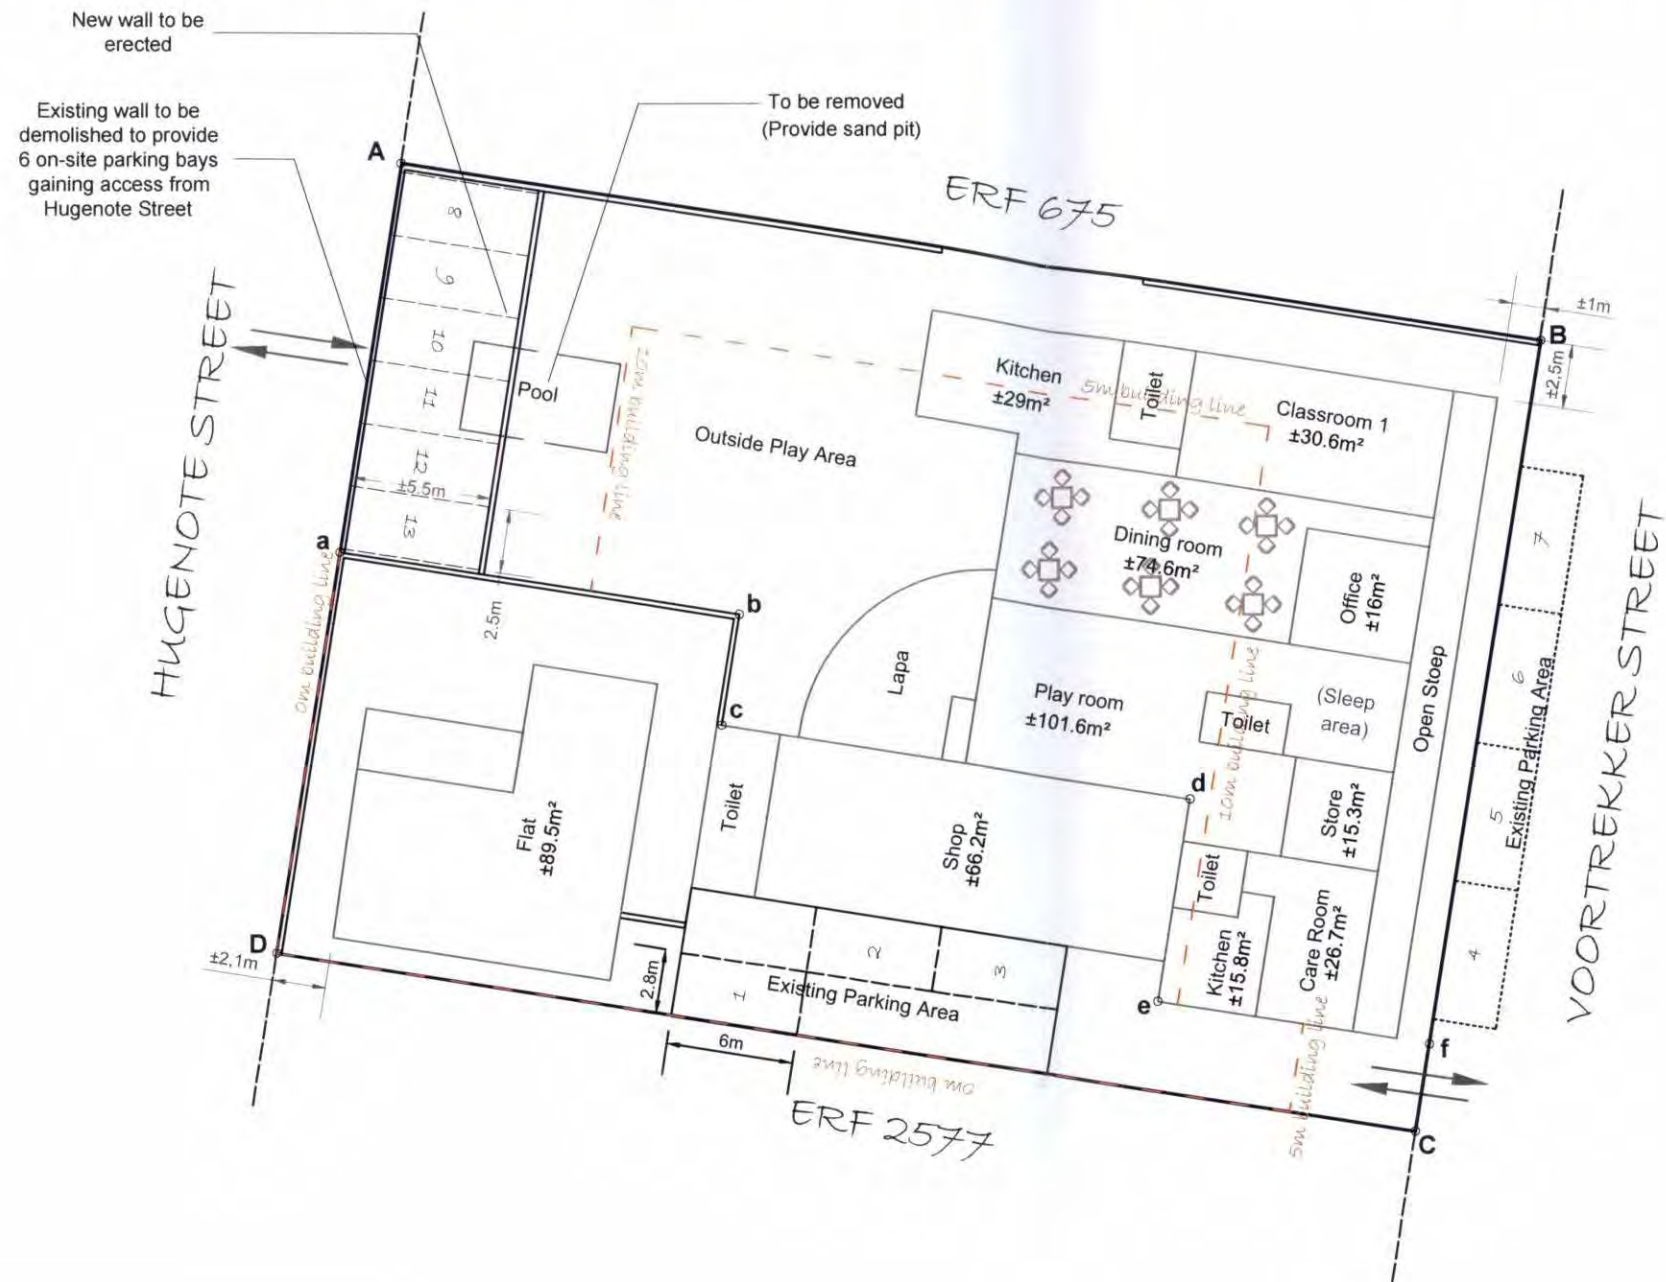 New wall to be
erected
Existing wall to be
demolished to provide
6 on-site parking bays
gaining access from
Hugenote Street
To be removed
(Provide sand pit)
A
ERF 675
B
±1m
±2,5m
HUGENOTE STREET
8
9
10
11
12
13
±5.5m
2.5m
Pool
10m building line
Outside Play Area
Kitchen
±29m²
Toilet
5m building line
Classroom 1
±30.6m²
Dining room
±74.6m²
Office
±16m²
Open Stoep
7
6
5
4
Existing Parking Area
VOORTREKKER STREET
a
b
c
0m building line
Lapa
Play room
±101.6m²
Toilet
(Sleep
area)
10m building line
d
Store
±15.3m²
Toilet
Shop
±66.2m²
Toilet
Flat
±89.5m²
Kitchen
±15.8m²
Care Room
±26.7m²
e
f
D
±2,1m
2.8m
1
2
3
Existing Parking Area
6m
0m building line
5m building line
ERF 2577
C